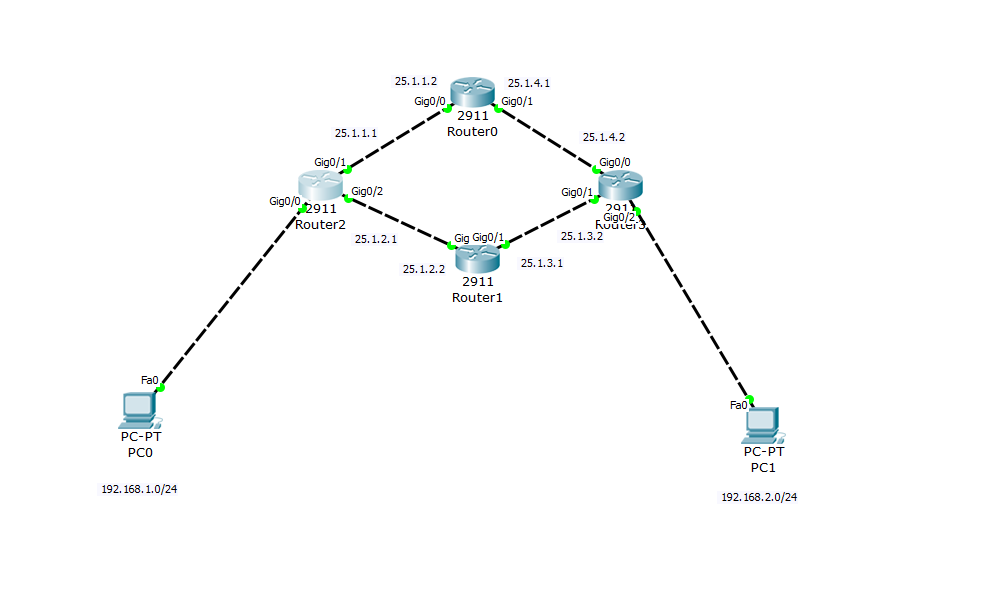 25.1.1.2
25.1.4.1
Gig0/0
Gig0/1
2911
Router0
25.1.1.1
25.1.4.2
Gig0/1
Gig0/0
Gig0/0
Gig0/2
Gig0/1
2911
Router2
Gig0/2
25.1.2.1
Gig Gig0/1
25.1.3.2
25.1.2.2
25.1.3.1
2911
Router1
Fa0
Fa0
PC-PT
PC0
PC-PT
PC1
192.168.1.0/24
192.168.2.0/24